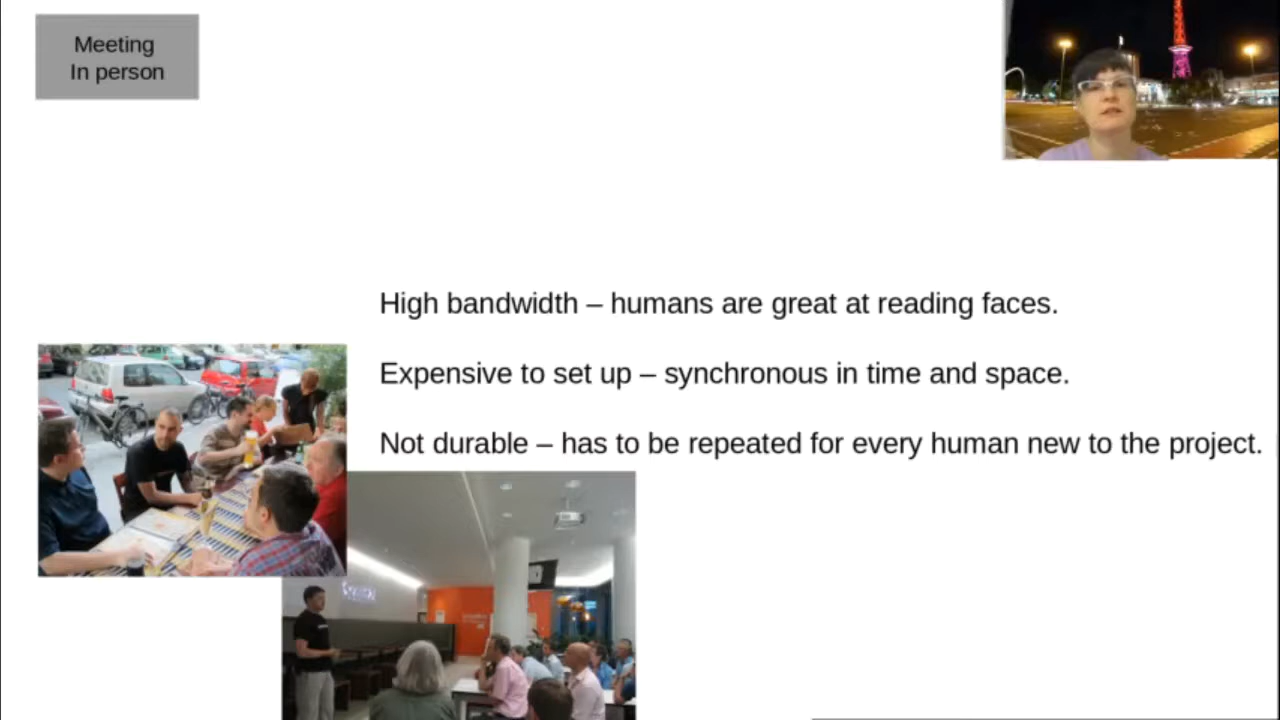 Meeting
In person
High bandwidth – humans are great at reading faces.
Expensive to set up – synchronous in time and space.
Not durable – has to be repeated for every human new to the project.